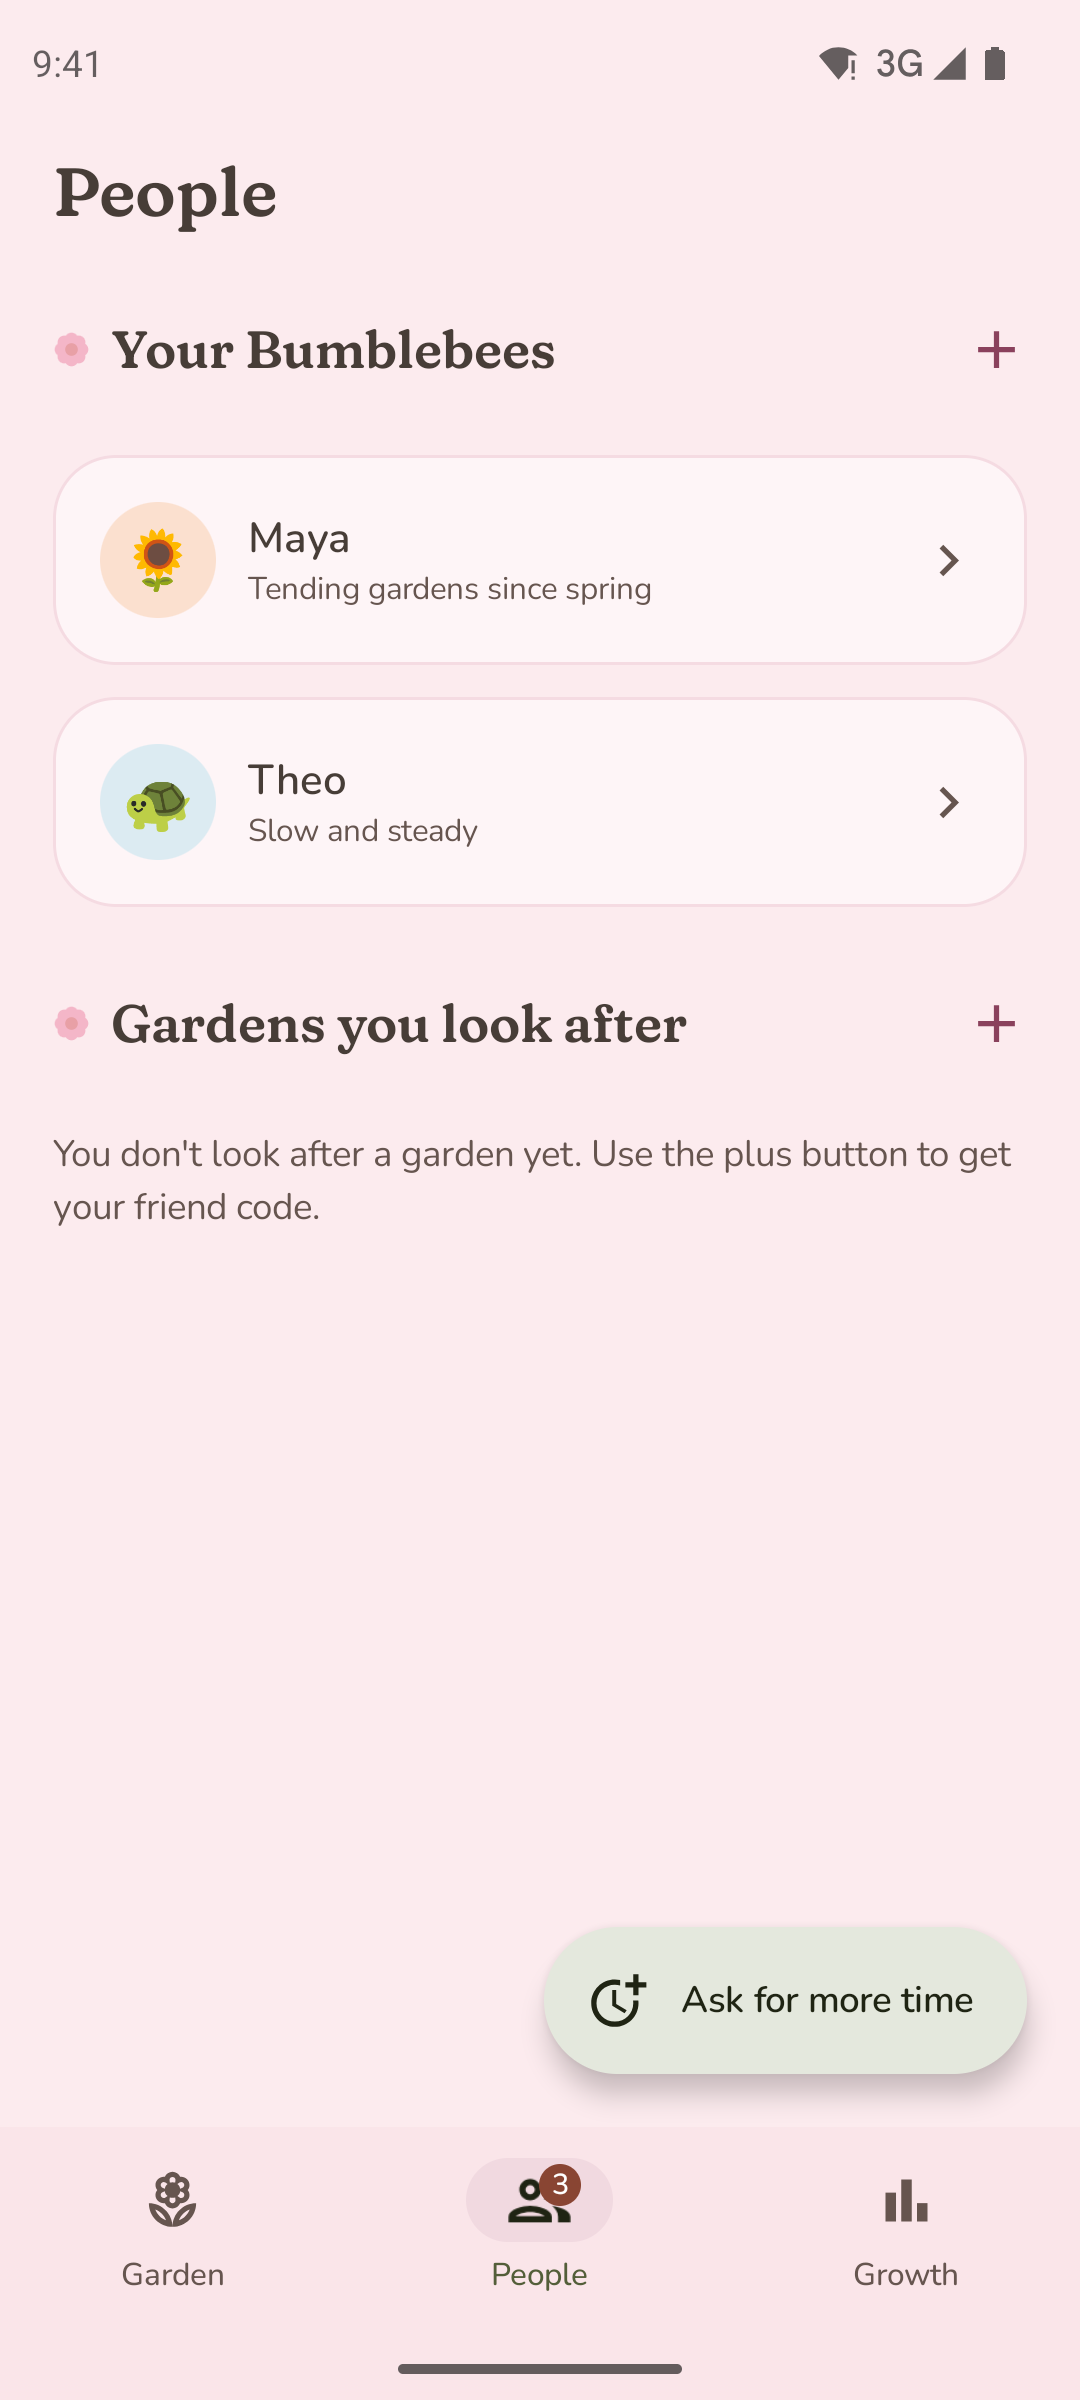 9:41
3G
People
Your Bumblebees
Maya
Tending gardens since spring
Theo
Slow and steady
Gardens you look after
You don't look after a garden yet. Use the plus button to get
your friend code.
Ask for more time
3
Garden
People
Growth